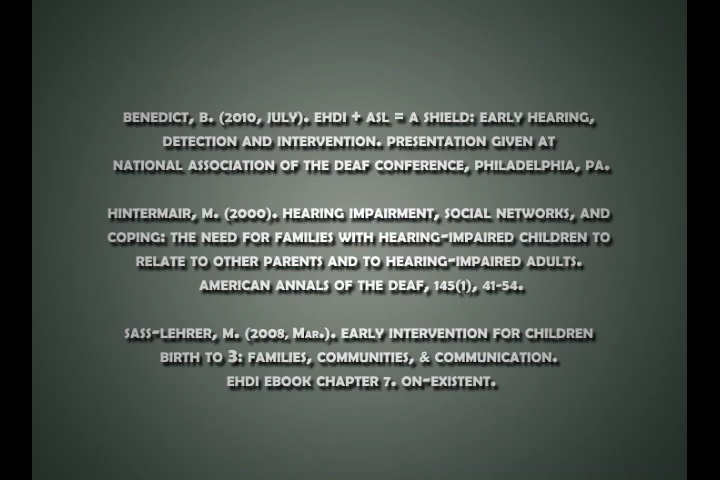 BENEDICT, B. (2010, JULY). EHDI + ASL = A SHIELD: EARLY HEARING,
DETECTION AND INTERVENTION. PRESENTATION GIVEN AT
NATIONAL ASSOCIATION OF THE DEAF CONFERENCE, PHILADELPHIA, PA.
HINTERMAIR, M. (2000). HEARING IMPAIRMENT, SOCIAL NETWORKS, AND
COPING: THE NEED FOR FAMILIES WITH HEARING-IMPAIRED CHILDREN TO
RELATE TO OTHER PARENTS AND TO HEARING-IMPAIRED ADULTS.
AMERICAN ANNALS OF THE DEAF, 145(1), 41-54.
SASS-LEHRER, M. (2008, MAR.). EARLY INTERVENTION FOR CHILDREN
BIRTH TO 3: FAMILIES, COMMUNITIES, & COMMUNICATION.
EHDI EBOOK CHAPTER 7. ON-EXISTENT.